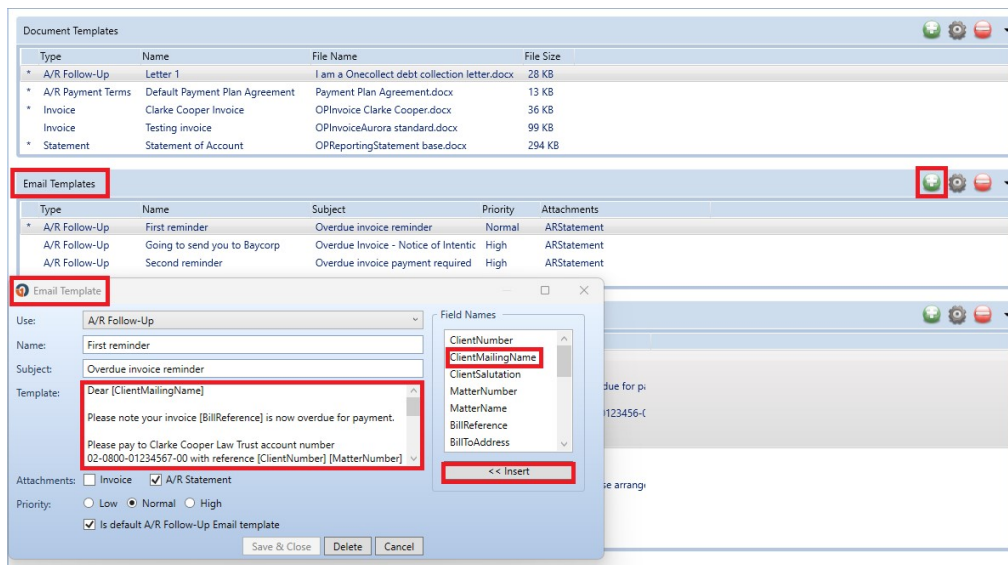 Document Templates
Type Name File Name File Size
* A/R Follow-Up Letter 1 I am a Onecollect debt collection letter.docx 28 KB
* A/R Payment Terms Default Payment Plan Agreement Payment Plan Agreement.docx 13 KB
* Invoice Clarke Cooper Invoice OPInvoice Clarke Cooper.docx 36 KB
Invoice Testing invoice OPInvoiceAurora standard.docx 99 KB
* Statement Statement of Account OPReportingStatement base.docx 294 KB
Email Templates
Type Name Subject Priority Attachments
* A/R Follow-Up First reminder Overdue invoice reminder Normal ARStatement
A/R Follow-Up Going to send you to Baycorp Overdue Invoice - Notice of Intentic High ARStatement
A/R Follow-Up Second reminder Overdue invoice payment required High ARStatement
Email Template
Use: A/R Follow-Up
Name: First reminder
Subject: Overdue invoice reminder
Template: Dear [ClientMailingName]
Please note your invoice [BillReference] is now overdue for payment.
Please pay to Clarke Cooper Law Trust account number
02-0800-01234567-00 with reference [ClientNumber] [MatterNumber]
Attachments: Invoice A/R Statement
Priority: Low Normal High
Is default A/R Follow-Up Email template
Save & Close Delete Cancel
Field Names
ClientNumber
ClientMailingName
ClientSalutation
MatterNumber
MatterName
BillReference
BillToAddress
<< Insert
due for pa
123456-0
se arrang